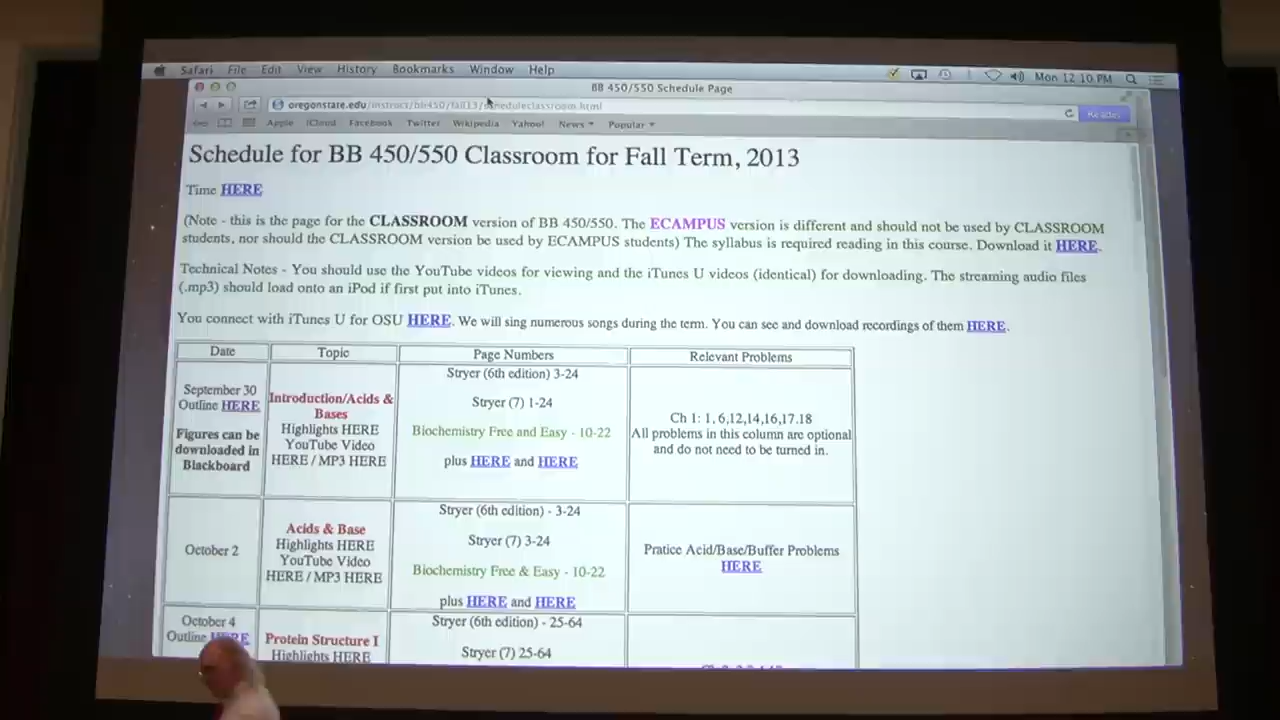 Safari File Edit View History Bookmarks Window Help Mon 12:10 PM
BB 450/550 Schedule Page
oregonstate.edu/instruct/bb450/fall13/scheduleclassroom.html Reader
Apple iCloud Facebook Twitter Wikipedia Yahoo! News Popular
Schedule for BB 450/550 Classroom for Fall Term, 2013
Time HERE
(Note - this is the page for the CLASSROOM version of BB 450/550. The ECAMPUS version is different and should not be used by CLASSROOM
students, nor should the CLASSROOM version be used by ECAMPUS students) The syllabus is required reading in this course. Download it HERE.
Technical Notes - You should use the YouTube videos for viewing and the iTunes U videos (identical) for downloading. The streaming audio files
(.mp3) should load onto an iPod if first put into iTunes.
You connect with iTunes U for OSU HERE. We will sing numerous songs during the term. You can see and download recordings of them HERE.
Date Topic Page Numbers Relevant Problems
September 30
Outline HERE
Figures can be
downloaded in
Blackboard
Introduction/Acids &
Bases
Highlights HERE
YouTube Video
HERE / MP3 HERE
Stryer (6th edition) 3-24
Stryer (7) 1-24
Biochemistry Free and Easy - 10-22
plus HERE and HERE
Ch 1: 1, 6,12,14,16,17.18
All problems in this column are optional
and do not need to be turned in.
October 2
Acids & Base
Highlights HERE
YouTube Video
HERE / MP3 HERE
Stryer (6th edition) - 3-24
Stryer (7) 3-24
Biochemistry Free & Easy - 10-22
plus HERE and HERE
Pratice Acid/Base/Buffer Problems
HERE
October 4
Outline HERE
Protein Structure I
Highlights HERE
Stryer (6th edition) - 25-64
Stryer (7) 25-64